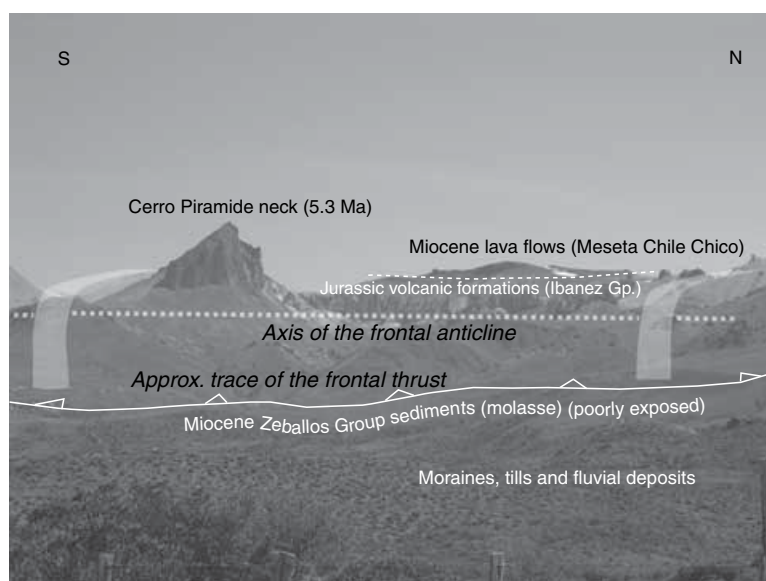 S
N
Cerro Piramide neck (5.3 Ma)
Miocene lava flows (Meseta Chile Chico)
Jurassic volcanic formations (Ibanez Gp.)
Axis of the frontal anticline
Approx. trace of the frontal thrust
Miocene Zeballos Group sediments (molasse) (poorly exposed)
Moraines, tills and fluvial deposits